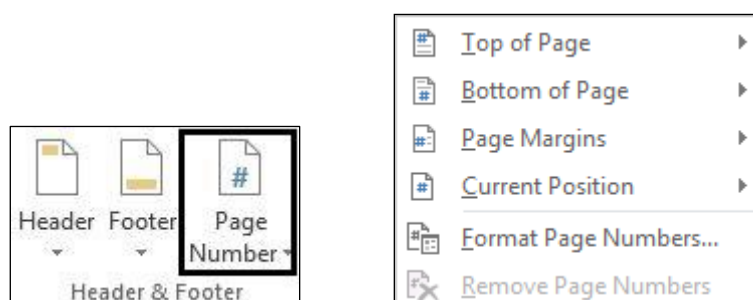 Header Footer Page
Number
Header & Footer
Top of Page
Bottom of Page
Page Margins
Current Position
Format Page Numbers...
Remove Page Numbers